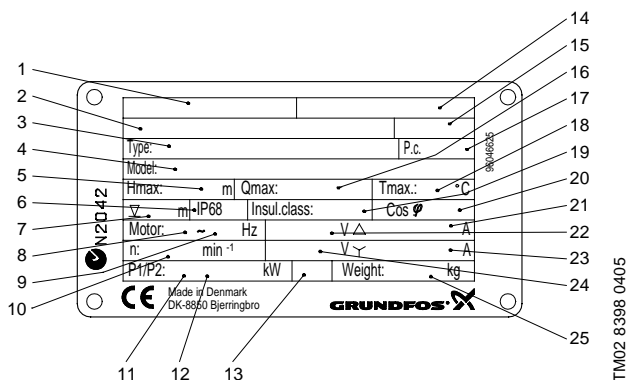 1
2
3
4
5
6
7
8
9
10
11
12
13
14
15
16
17
18
19
20
21
22
23
24
25
Type:
P.c.
Model:
Hmax: m Qmax: Tmax.: °C
m IP68 Insul.class: Cos φ
Motor: ~ Hz V △ A
n: min -1 V Y A
P1/P2: kW Weight: kg
CE Made in Denmark
DK-8850 Bjerringbro
GRUNDFOS
N2042
96046625
TM02 8398 0405